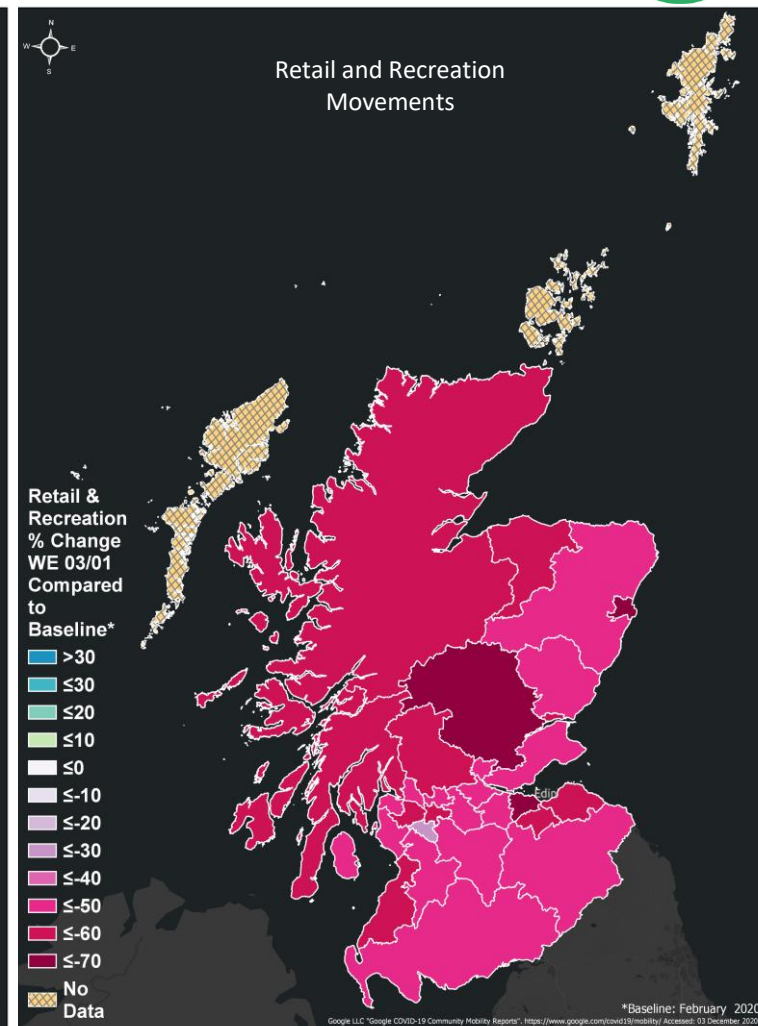 N
W E
S
Retail and Recreation
Movements
Retail &
Recreation
% Change
WE 03/01
Compared
to
Baseline*
>30
≤30
≤20
≤10
≤0
≤-10
≤-20
≤-30
≤-40
≤-50
≤-60
≤-70
No
Data
Edin
*Baseline: February 2020
Google LLC "Google COVID-19 Community Mobility Reports". https://www.google.com/covid19/mobility/ Accessed: 03 December 2020